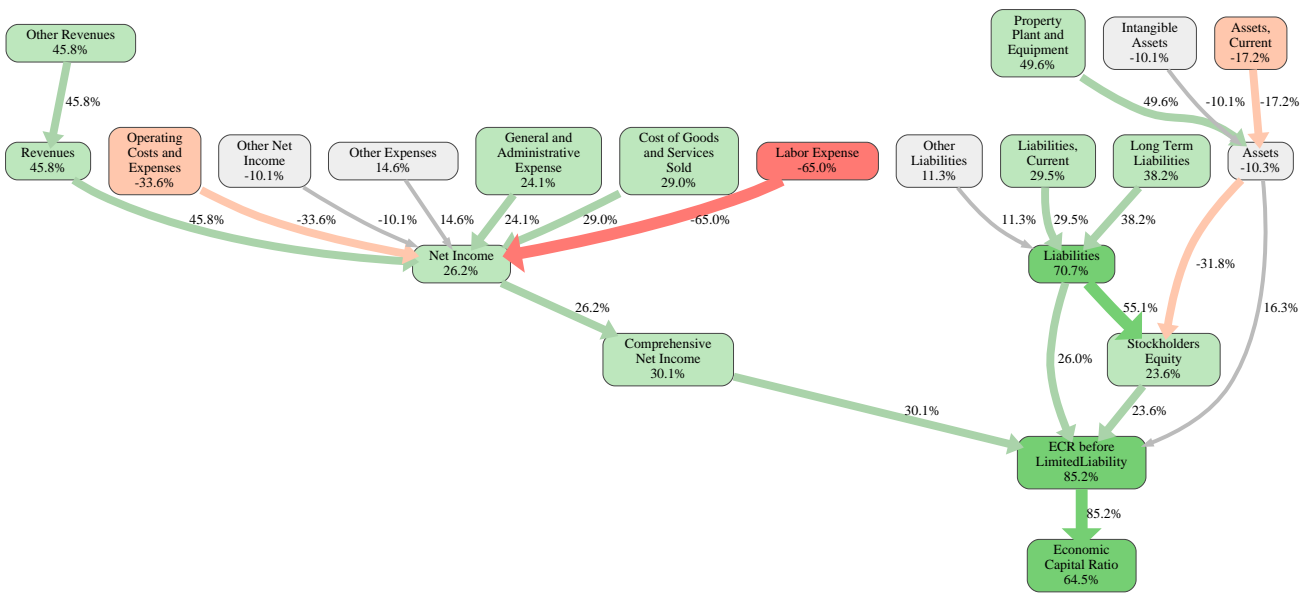 Other Revenues
45.8%
Property
Plant and
Equipment
49.6%
Intangible
Assets
-10.1%
Assets,
Current
-17.2%
45.8%
49.6%
-10.1%
-17.2%
Revenues
45.8%
Operating
Costs and
Expenses
-33.6%
Other Net
Income
-10.1%
Other Expenses
14.6%
General and
Administrative
Expense
24.1%
Cost of Goods
and Services
Sold
29.0%
Labor Expense
-65.0%
Other
Liabilities
11.3%
Liabilities,
Current
29.5%
Long Term
Liabilities
38.2%
Assets
-10.3%
45.8%
-33.6%
-10.1%
14.6%
24.1%
29.0%
-65.0%
11.3%
29.5%
38.2%
Net Income
26.2%
Liabilities
70.7%
-31.8%
26.2%
55.1%
16.3%
Comprehensive
Net Income
30.1%
26.0%
Stockholders
Equity
23.6%
30.1%
23.6%
ECR before
LimitedLiability
85.2%
85.2%
Economic
Capital Ratio
64.5%